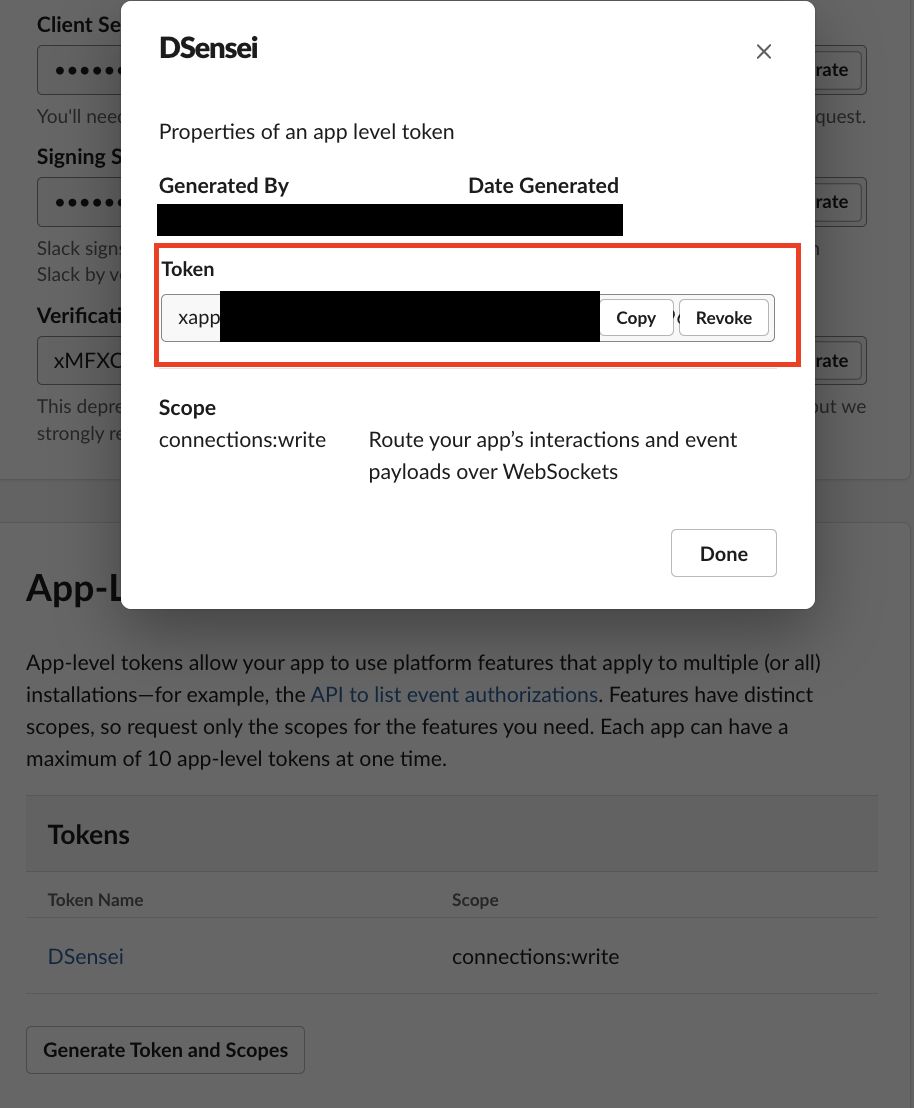 Client Se
DSensei
••••••
rate
You'll need
quest.
Properties of an app level token
Signing S
Generated By
Date Generated
••••••
rate
Slack signs
Slack by ve
Token
xapp
Copy
Revoke
Verificati
xMFXC
rate
This depre
out we
strongly re
Scope
connections:write
Route your app's interactions and event
payloads over WebSockets
Done
App-L
App-level tokens allow your app to use platform features that apply to multiple (or all)
installations—for example, the API to list event authorizations. Features have distinct
scopes, so request only the scopes for the features you need. Each app can have a
maximum of 10 app-level tokens at one time.
Tokens
Token Name
Scope
DSensei
connections:write
Generate Token and Scopes